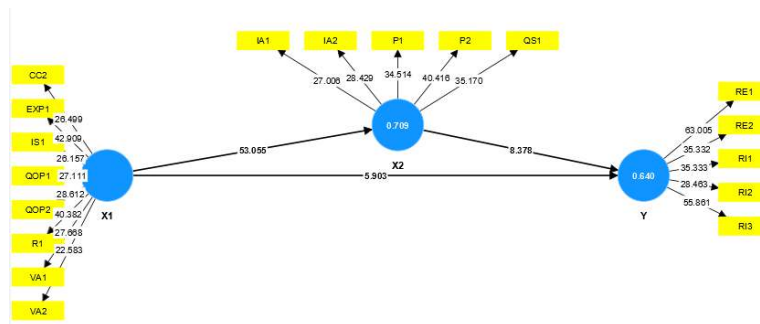 IA1
IA2
P1
P2
QS1
27.006
28.429
34.514
40.416
35.170
CC2
EXP1
IS1
QOP1
QOP2
R1
VA1
VA2
26.499
42.909
26.157
27.111
28.612
40.382
27.668
22.583
X1
53.055
0.709
X2
8.378
5.903
0.640
Y
63.005
35.332
35.333
28.463
55.861
RE1
RE2
RI1
RI2
RI3